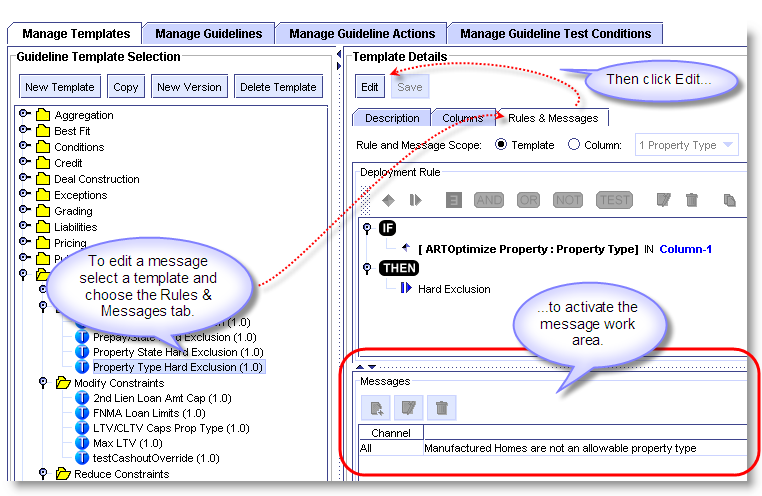 Manage Templates
Manage Guidelines
Manage Guideline Actions
Manage Guideline Test Conditions
Guideline Template Selection
New Template
Copy
New Version
Delete Template
Aggregation
Best Fit
Conditions
Credit
Deal Construction
Exceptions
Grading
Liabilities
Pricing
To edit a message
select a template and
choose the Rules &
Messages tab.
(1.0)
Exclusion (1.0)
Property State Hard Exclusion (1.0)
Property Type Hard Exclusion (1.0)
Modify Constraints
2nd Lien Loan Amt Cap (1.0)
FNMA Loan Limits (1.0)
LTV/CLTV Caps Prop Type (1.0)
Max LTV (1.0)
testCashoutOverride (1.0)
Reduce Constraints
Template Details
Edit
Save
Then click Edit...
Description
Columns
Rules & Messages
Rule and Message Scope:
Template
Column:
1 Property Type
Deployment Rule
AND
OR
NOT
TEST
IF
[ ARTOptimize Property : Property Type] IN Column-1
THEN
Hard Exclusion
...to activate the
message work
area.
Messages
Channel
All
Manufactured Homes are not an allowable property type